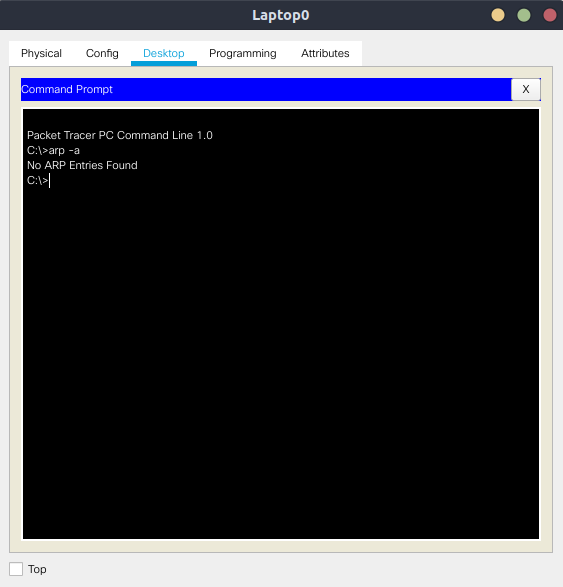 Laptop0
Physical Config Desktop Programming Attributes
Command Prompt X
Packet Tracer PC Command Line 1.0
C:\>arp -a
No ARP Entries Found
C:\>
Top